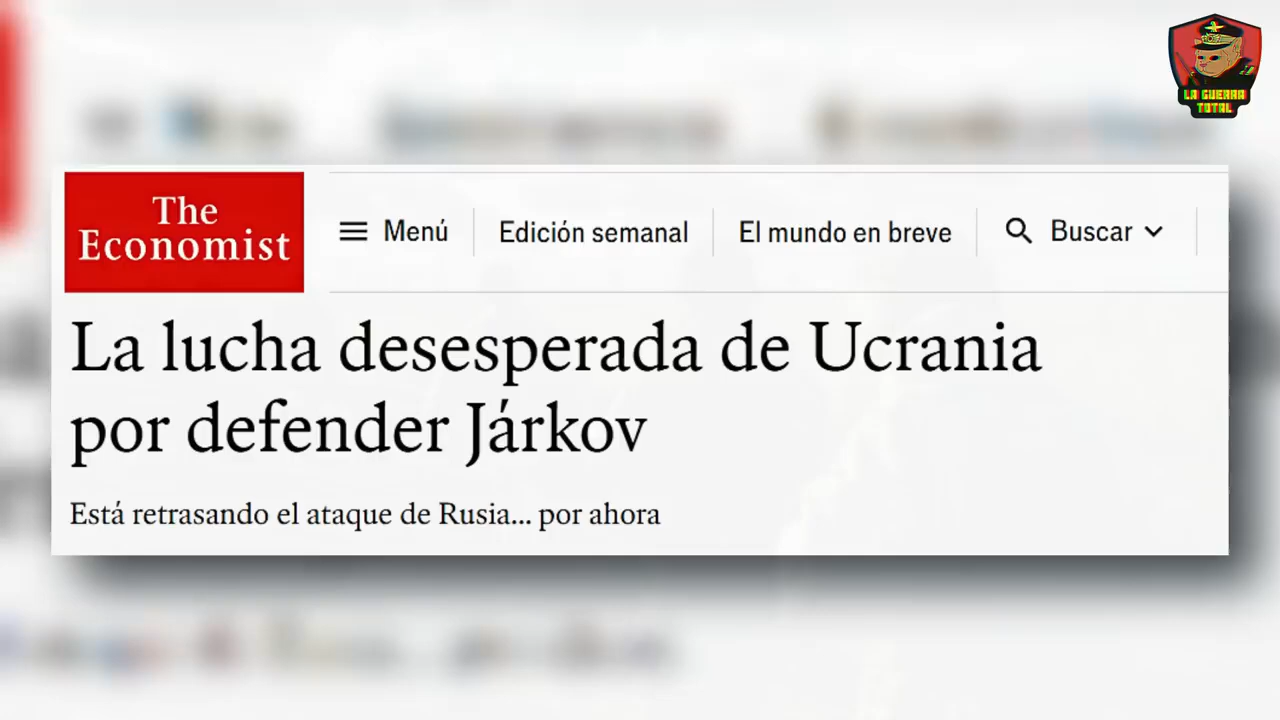 LA GUERRA
TOTAL
The
Economist
Menú
Edición semanal
El mundo en breve
Buscar
La lucha desesperada de Ucrania
por defender Járkov
Está retrasando el ataque de Rusia... por ahora